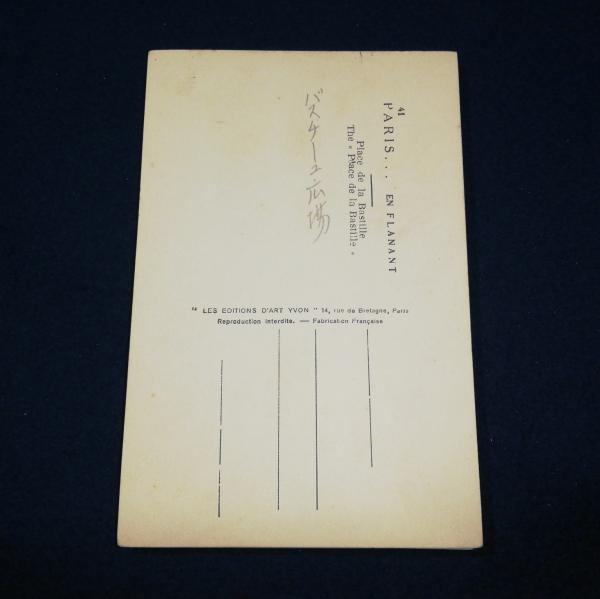 41
PARIS... EN FLANANT
Place de la Bastille
The « Place de la Bastille »
バスチーユ広場
" LES EDITIONS D'ART YVON " 14, rue de Bretagne, Paris
Reproduction interdite. — Fabrication Française